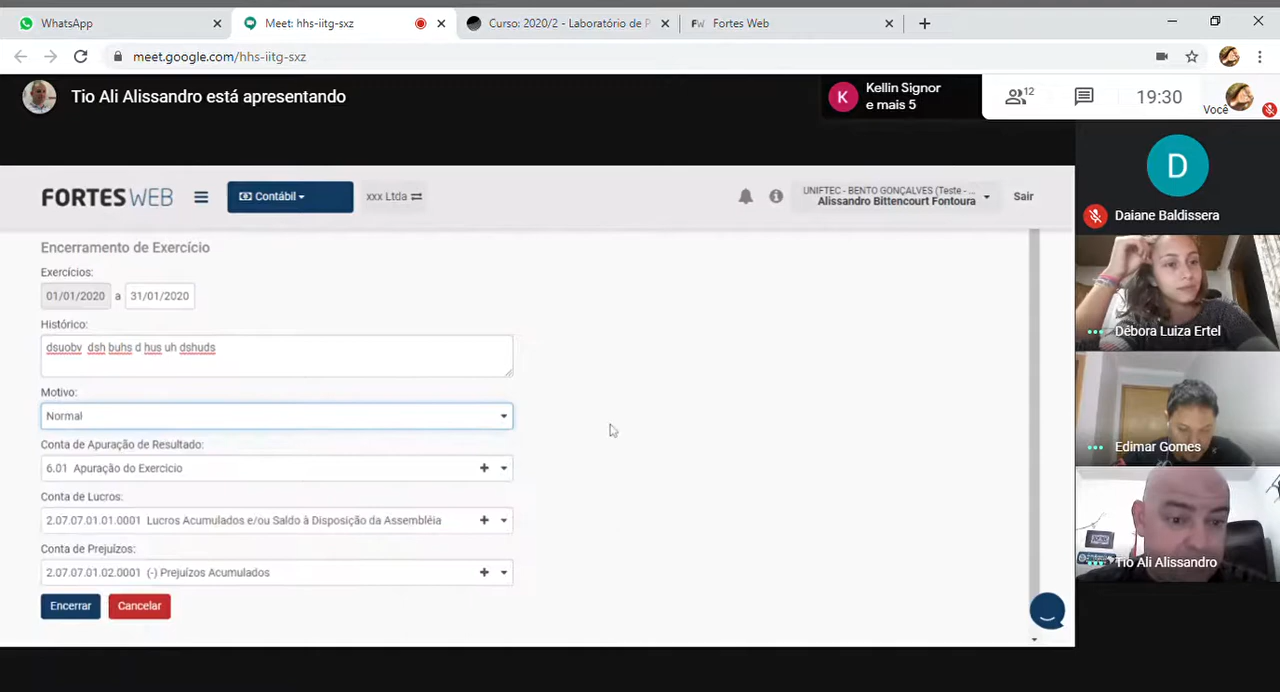 WhatsApp
Meet: hhs-iitg-sxz
Curso: 2020/2 - Laboratório de P
FW Fortes Web
meet.google.com/hhs-iitg-sxz
Tio Ali Alissandro está apresentando
K
Kellin Signor
e mais 5
12
19:30
Você
FORTES WEB
Contábil
xxx Ltda
UNIFTEC - BENTO GONÇALVES (Teste - ...
Alissandro Bittencourt Fontoura
Sair
D
Daiane Baldissera
Encerramento de Exercício
Exercícios:
01/01/2020 a 31/01/2020
Histórico:
dsuobv dsh buhs d hus uh dshuds
Débora Luiza Ertel
Motivo:
Normal
Conta de Apuração de Resultado:
6.01 Apuração do Exercício
Edimar Gomes
Conta de Lucros:
2.07.07.01.01.0001 Lucros Acumulados e/ou Saldo à Disposição da Assembléia
Conta de Prejuízos:
2.07.07.01.02.0001 (-) Prejuízos Acumulados
Tio Ali Alissandro
Encerrar
Cancelar